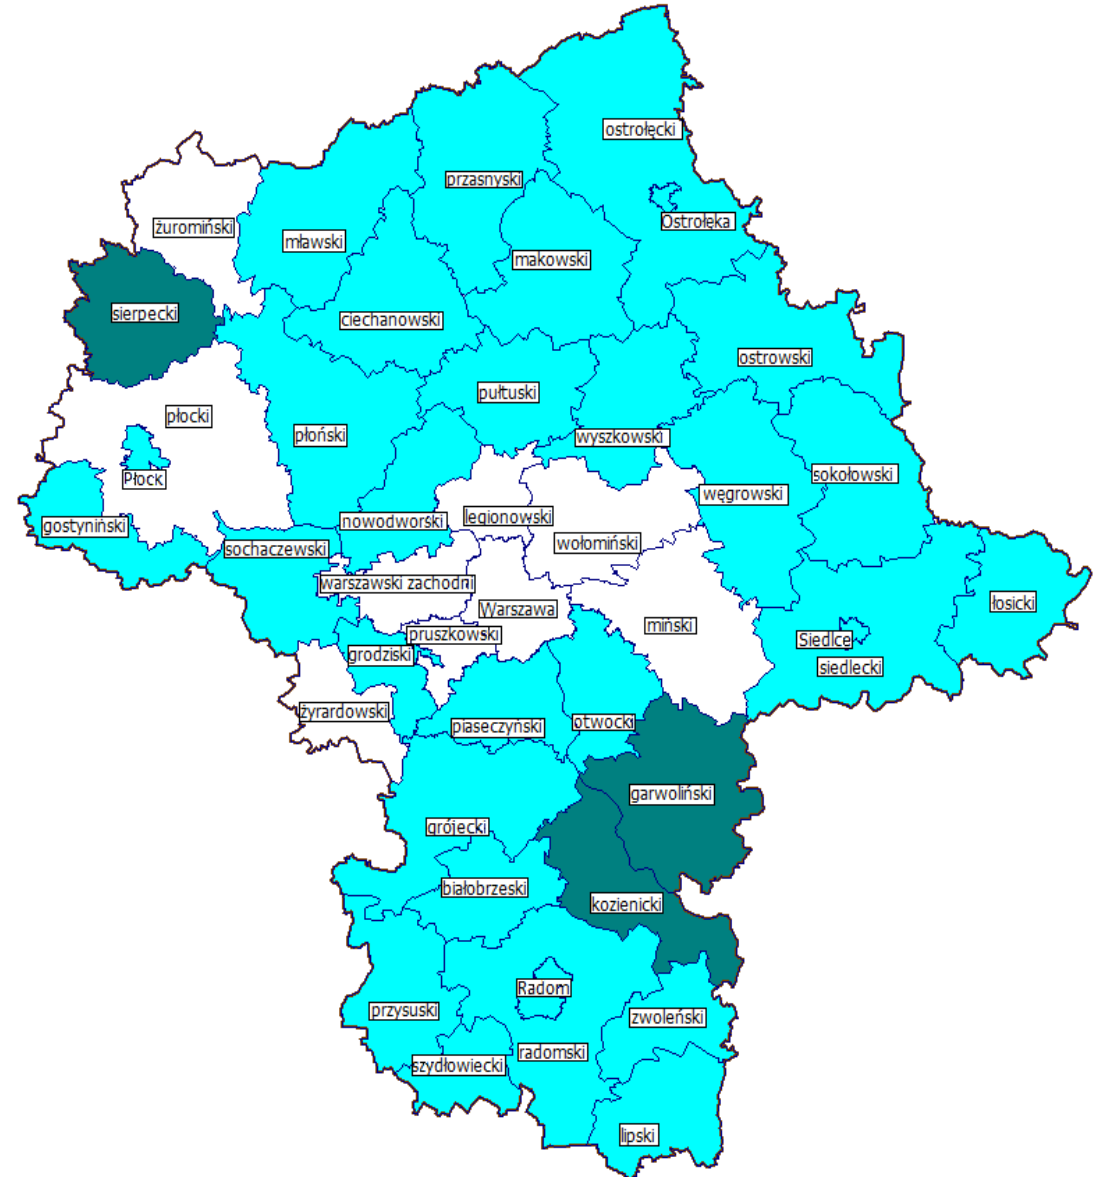 ostrołęcki
przasnyski
Ostrołęka
żuromiński
mławski
makowski
sierpecki
ciechanowski
ostrowski
pułtuski
płocki
płoński
wyszkowski
Płock
sokołowski
węgrowski
gostyniński
nowodworski
legionowski
sochaczewski
wołomiński
warszawski zachodni
Warszawa
łosicki
pruszkowski
miński
Siedlce
grodziski
siedlecki
żyrardowski
piaseczyński
otwocki
garwoliński
grójecki
białobrzeski
kozienicki
Radom
przysuski
zwoleński
radomski
szydłowiecki
lipski